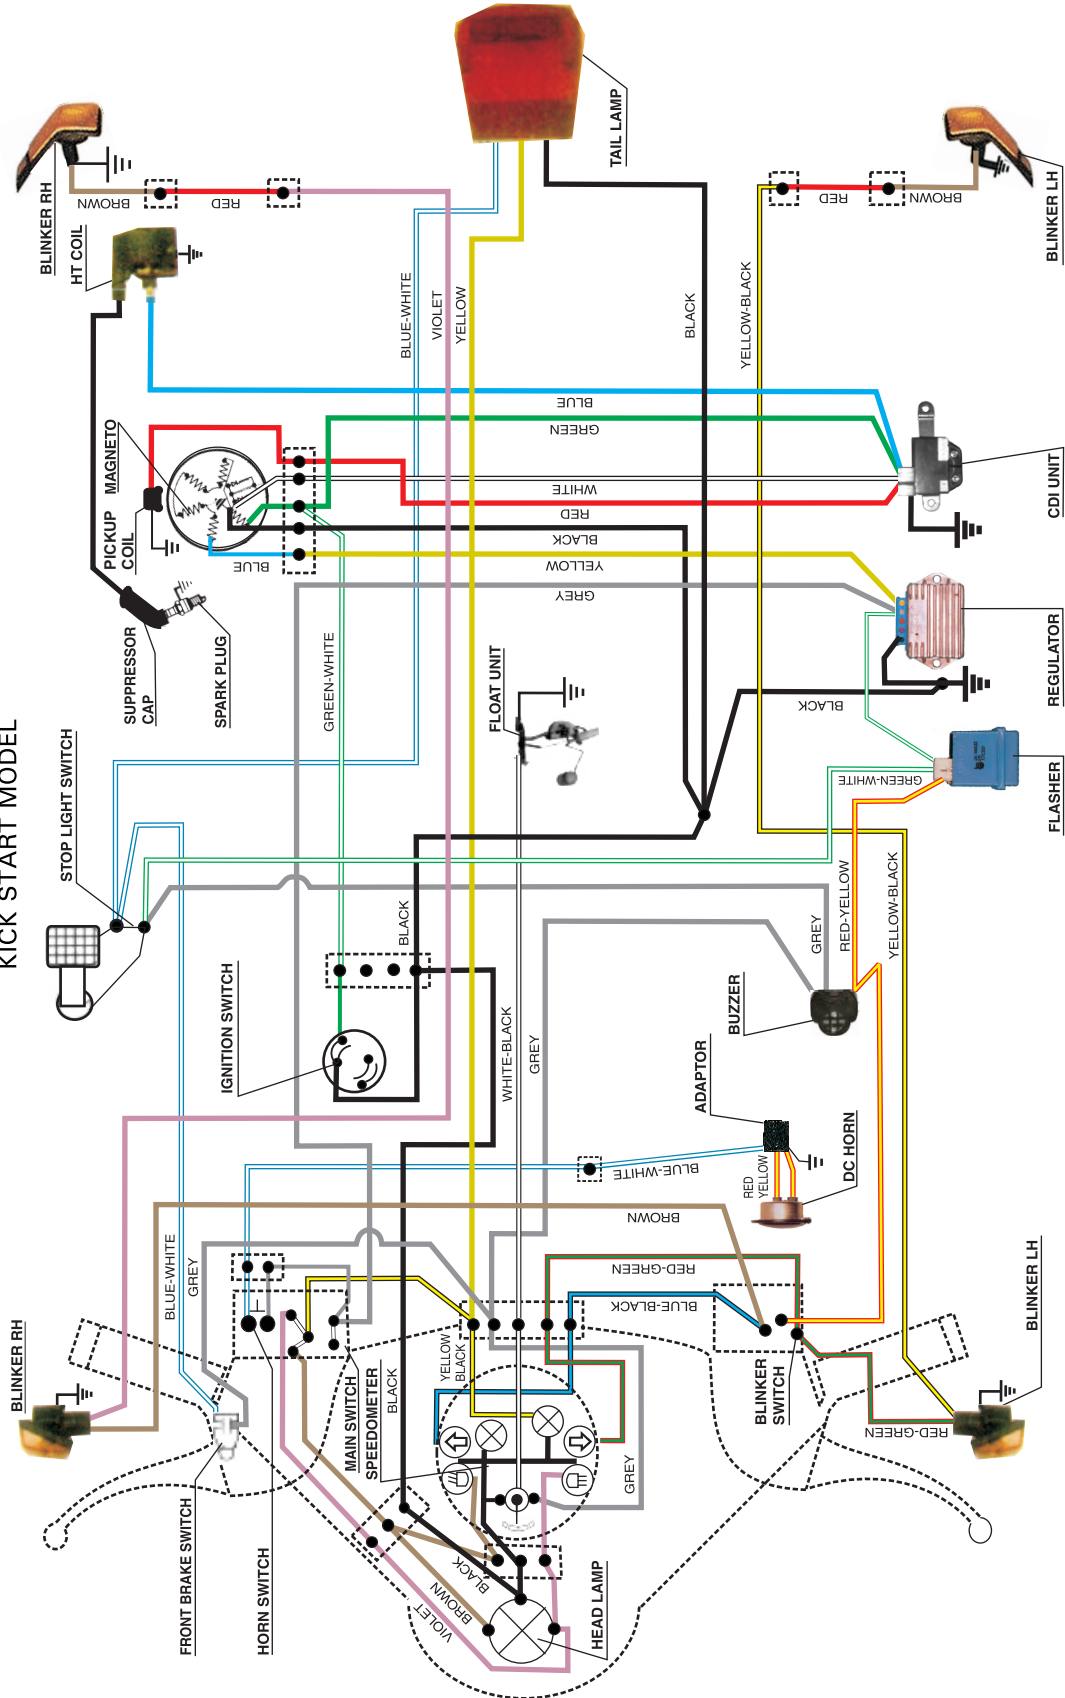 KICK START MODEL
TAIL LAMP
BLINKER RH
BROWN
RED
HT COIL
BLUE-WHITE
VIOLET
YELLOW
BLACK
YELLOW-BLACK
RED
BROWN
BLINKER LH
BLUE
GREEN
WHITE
RED
BLACK
YELLOW
GREY
MAGNETO
PICKUP
COIL
BLUE
CDI UNIT
SUPPRESSOR
CAP
SPARK PLUG
GREEN-WHITE
FLOAT UNIT
BLACK
REGULATOR
STOP LIGHT SWITCH
GREEN-WHITE
FLASHER
BLACK
GREY
RED-YELLOW
YELLOW-BLACK
IGNITION SWITCH
WHITE-BLACK
GREY
BUZZER
ADAPTOR
BLUE-WHITE
RED
YELLOW
DC HORN
BROWN
BLUE-WHITE
GREY
RED-GREEN
BLUE-BLACK
BLINKER RH
MAIN SWITCH
SPEEDOMETER
BLACK
YELLOW
BLACK
BLINKER
SWITCH
BLINKER LH
RED-GREEN
GREY
FRONT BRAKE SWITCH
HORN SWITCH
BLACK
BROWN
VIOLET
HEAD LAMP